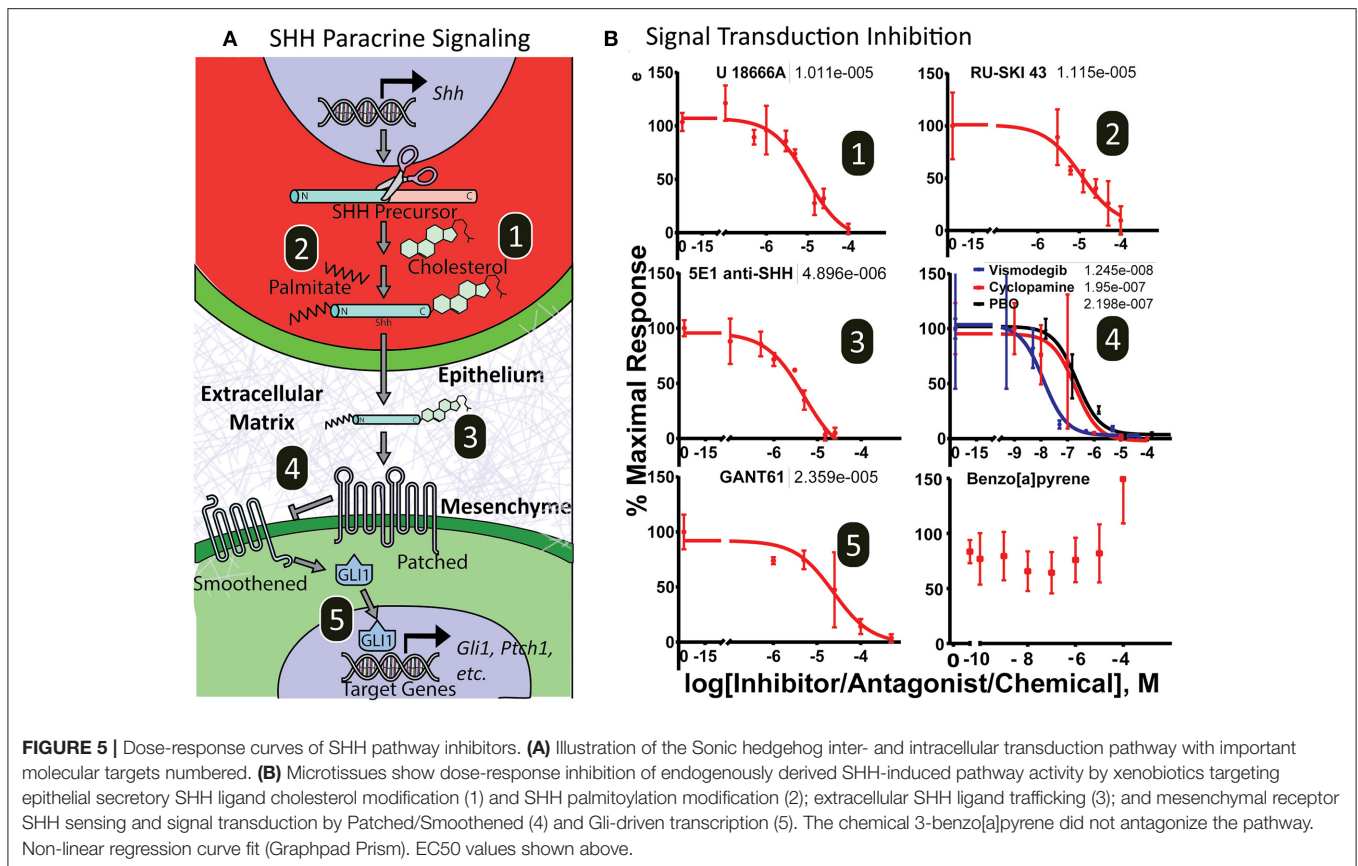 A SHH Paracrine Signaling
Shh
N C
SHH Precursor
1
2
Cholesterol
Palmitate
N C
Shh
Epithelium
Extracellular
Matrix
N C
3
4
Mesenchyme
Patched
Smoothened
GLI1
5
GLI1
Gli1, Ptch1,
etc.
Target Genes
B Signal Transduction Inhibition
% Maximal Response
e
U 18666A 1.011e-005
150
100
50
0
1
0 -15 -6 -5 -4
RU-SKI 43 1.115e-005
150
100
50
0
2
0 -15 -6 -5 -4
5E1 anti-SHH 4.896e-006
150
100
50
0
3
0 -15 -6 -5 -4
Vismodegib 1.245e-008
Cyclopamine 1.95e-007
PBO 2.198e-007
150
100
50
0
4
0 -15 -9 -8 -7 -6 -5 -4
GANT61 2.359e-005
150
100
50
0
5
0 -15 -6 -5 -4
Benzo[a]pyrene
150
100
50
0
0 -10 -8 -6 -4
log[Inhibitor/Antagonist/Chemical], M
FIGURE 5 | Dose-response curves of SHH pathway inhibitors. (A) Illustration of the Sonic hedgehog inter- and intracellular transduction pathway with important
molecular targets numbered. (B) Microtissues show dose-response inhibition of endogenously derived SHH-induced pathway activity by xenobiotics targeting
epithelial secretory SHH ligand cholesterol modification (1) and SHH palmitoylation modification (2); extracellular SHH ligand trafficking (3); and mesenchymal receptor
SHH sensing and signal transduction by Patched/Smoothened (4) and Gli-driven transcription (5). The chemical 3-benzo[a]pyrene did not antagonize the pathway.
Non-linear regression curve fit (Graphpad Prism). EC50 values shown above.